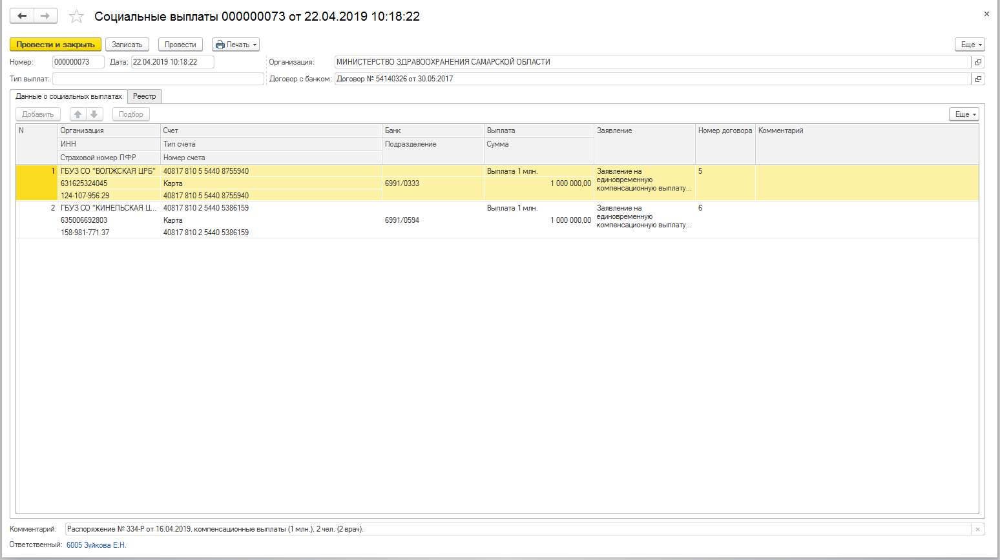 Социальные выплаты 000000073 от 22.04.2019 10:18:22
Провести и закрыть Записать Провести Печать Еще
Номер: 000000073 Дата: 22.04.2019 10:18:22 Организация: МИНИСТЕРСТВО ЗДРАВООХРАНЕНИЯ САМАРСКОЙ ОБЛАСТИ
Тип выплат: Договор с банком: Договор № 54140326 от 30.05.2017
Данные о социальных выплатах Реестр
Добавить Подбор Еще
N Организация Счет Банк Выплата Заявление Номер договора Комментарий
ИНН Тип счета Подразделение Сумма
Страховой номер ПФР Номер счета
1 ГБУЗ СО "ВОЛЖСКАЯ ЦРБ" 40817 810 5 5440 8755940 Выплата 1 млн. Заявление на 5
631625324045 Карта 6991/0333 1 000 000,00 единовременную
124-107-956 29 40817 810 5 5440 8755940 компенсационную выплату...
2 ГБУЗ СО "КИНЕЛЬСКАЯ Ц... 40817 810 2 5440 5386159 Выплата 1 млн. Заявление на 6
635006692803 Карта 6991/0594 1 000 000,00 единовременную
158-981-771 37 40817 810 2 5440 5386159 компенсационную выплату...
Комментарий: Распоряжение № 334-Р от 16.04.2019, компенсационные выплаты (1 млн.), 2 чел. (2 врач).
Ответственный: 6005 Зуйкова Е.Н.